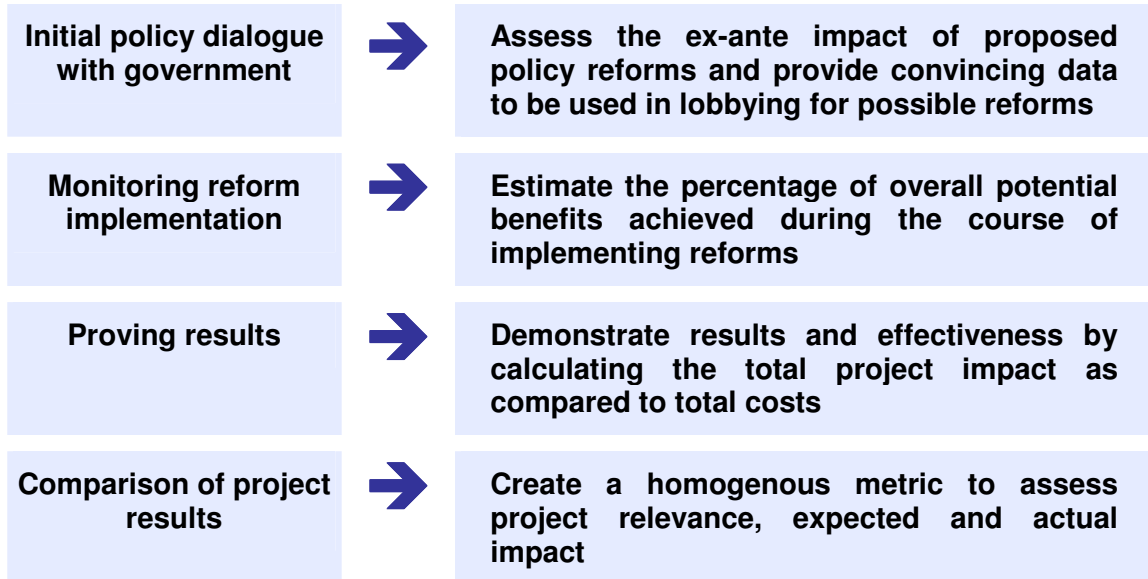 Initial policy dialogue
with government
Assess the ex-ante impact of proposed
policy reforms and provide convincing data
to be used in lobbying for possible reforms
Monitoring reform
implementation
Estimate the percentage of overall potential
benefits achieved during the course of
implementing reforms
Proving results
Demonstrate results and effectiveness by
calculating the total project impact as
compared to total costs
Comparison of project
results
Create a homogenous metric to assess
project relevance, expected and actual
impact